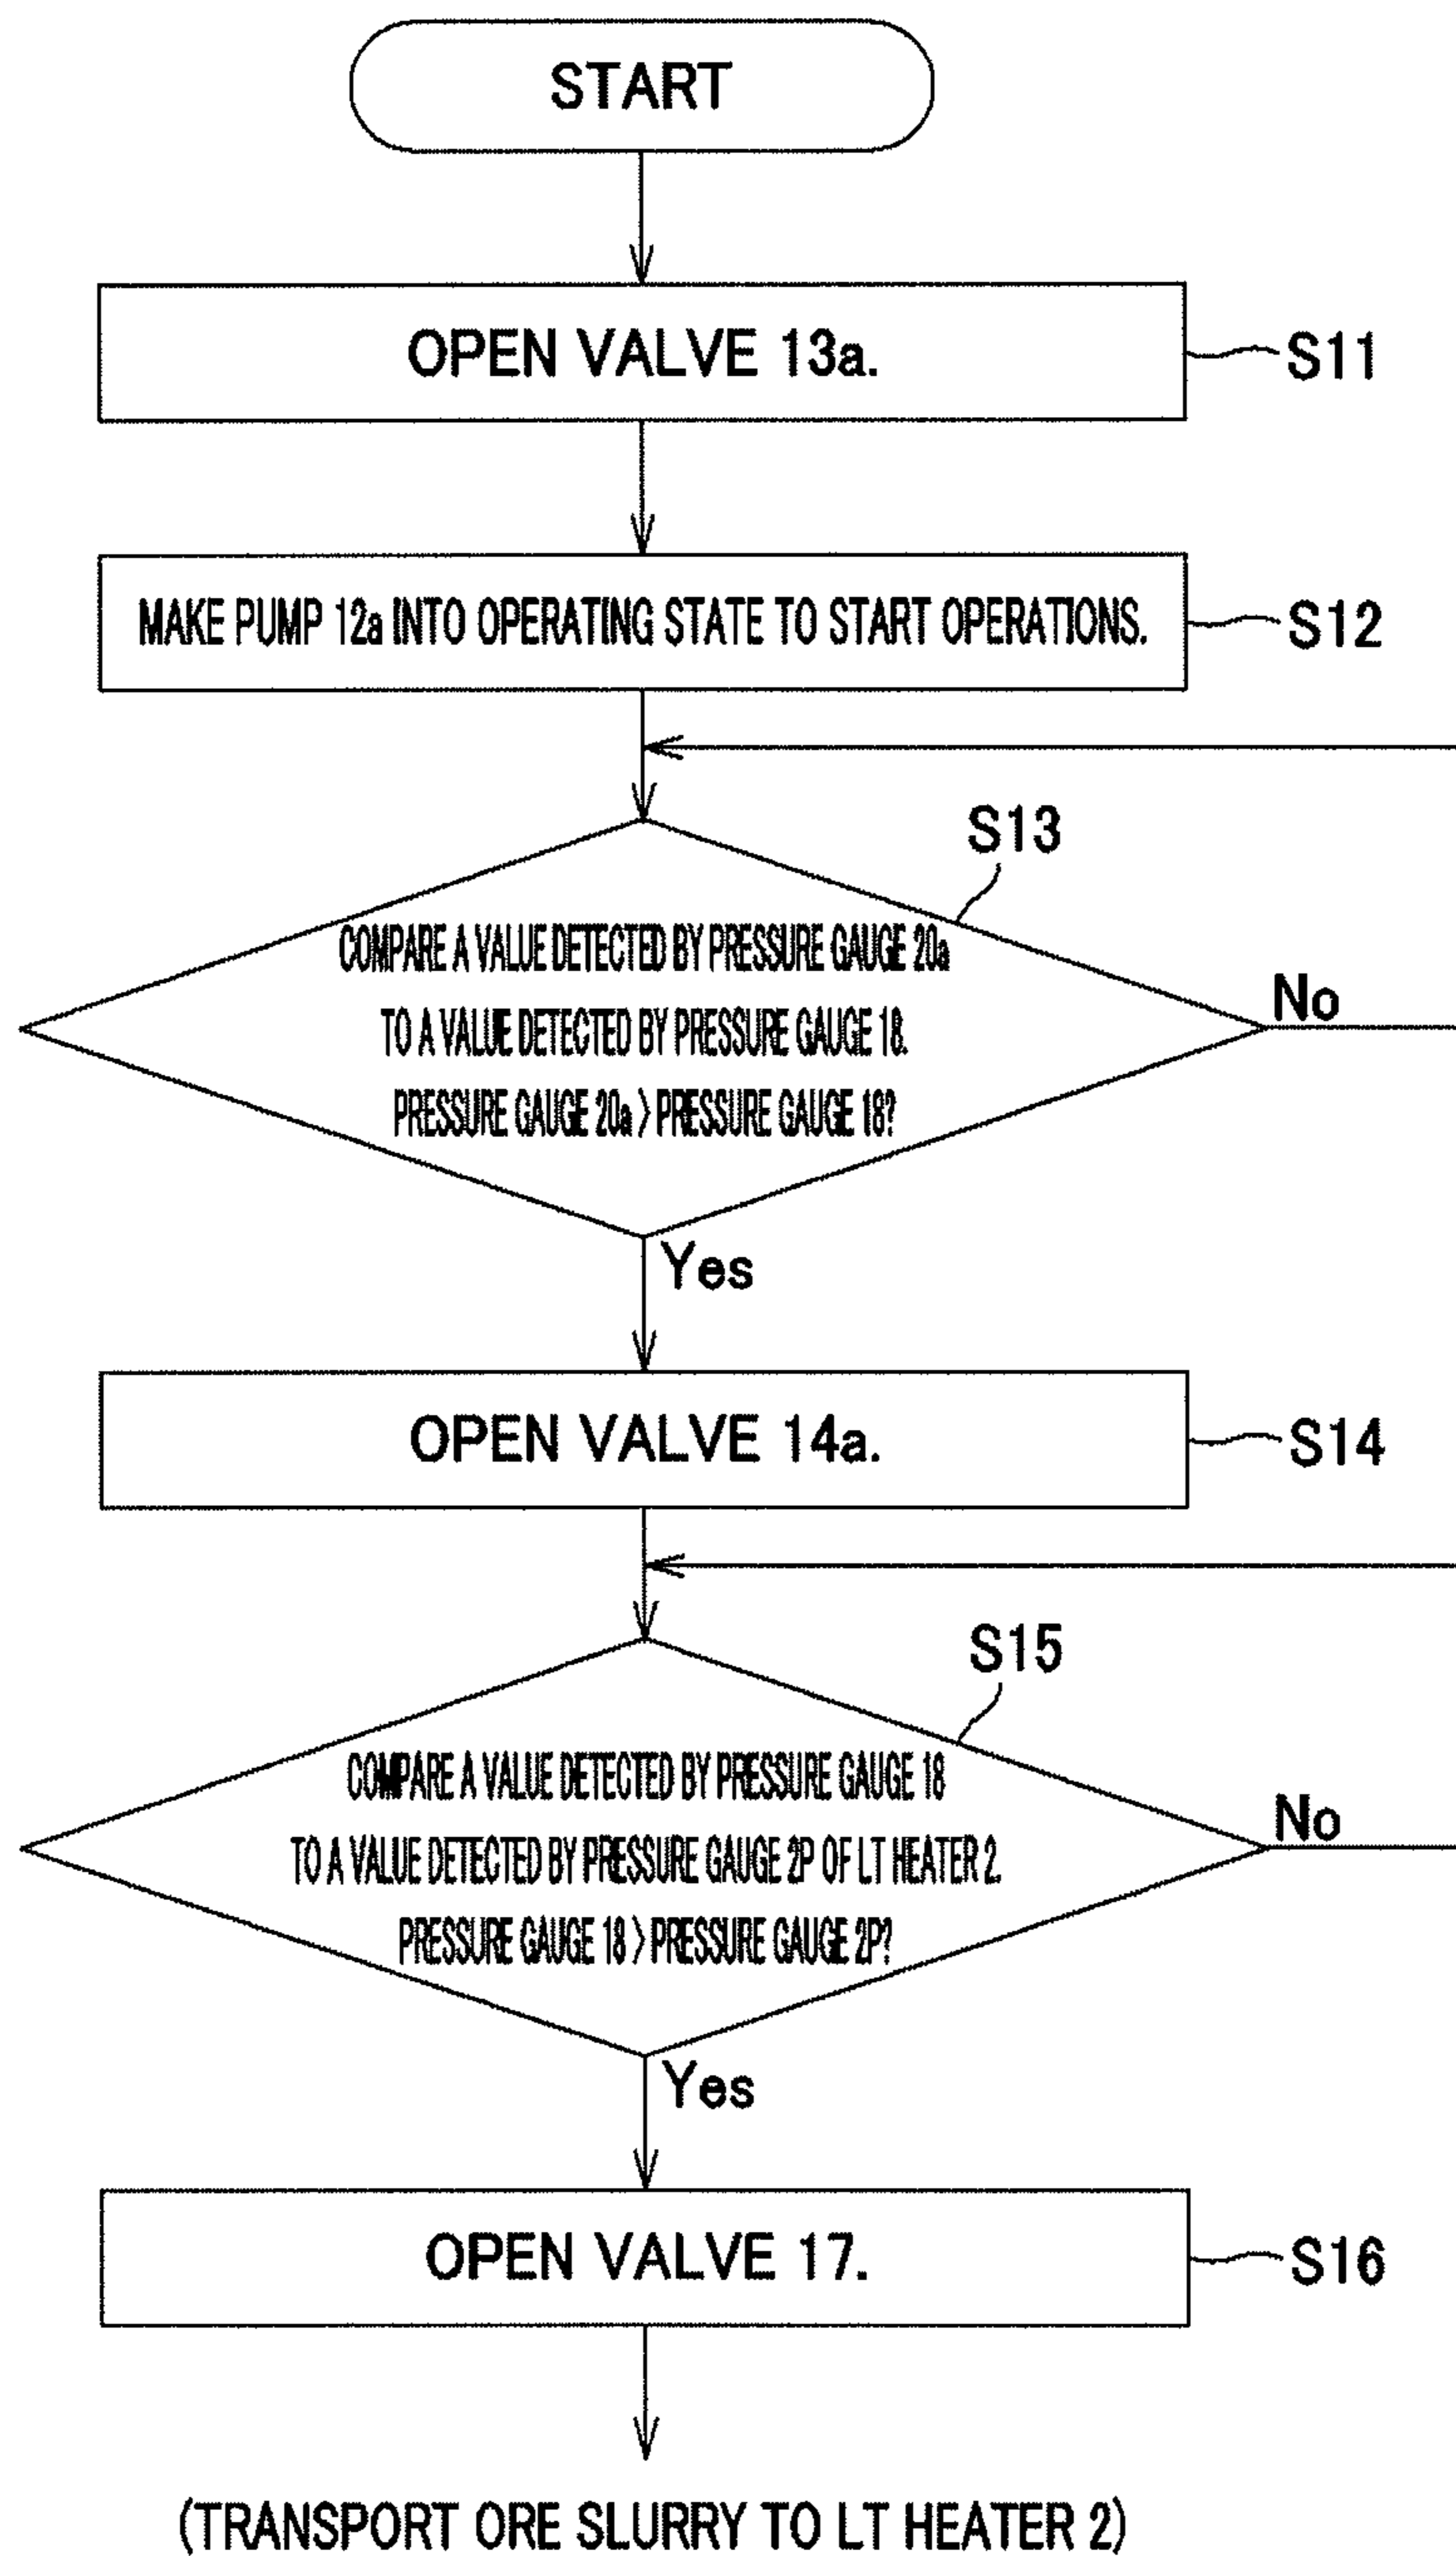 START
OPEN VALVE 13a.
S11
MAKE PUMP 12a INTO OPERATING STATE TO START OPERATIONS.
S12
S13
COMPARE A VALUE DETECTED BY PRESSURE GAUGE 20a
TO A VALUE DETECTED BY PRESSURE GAUGE 18.
PRESSURE GAUGE 20a > PRESSURE GAUGE 18?
No
Yes
OPEN VALVE 14a.
S14
S15
COMPARE A VALUE DETECTED BY PRESSURE GAUGE 18
TO A VALUE DETECTED BY PRESSURE GAUGE 2P OF LT HEATER 2.
PRESSURE GAUGE 18 > PRESSURE GAUGE 2P?
No
Yes
OPEN VALVE 17.
S16
(TRANSPORT ORE SLURRY TO LT HEATER 2)